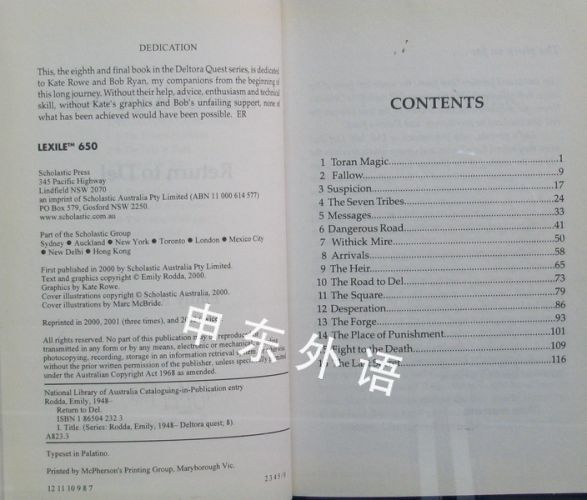 DEDICATION
This, the eighth and final book in the Deltora Quest series, is dedicated
to Kate Rowe and Bob Ryan, my companions from the beginning of
this long journey. Without their help, advice, enthusiasm and technical
skill, without Kate's graphics and Bob's unfailing support, none of
what has been achieved would have been possible. ER
LEXILE™ 650
Scholastic Press
345 Pacific Highway
Lindfield NSW 2070
an imprint of Scholastic Australia Pty Limited (ABN 11 000 614 577)
PO Box 579, Gosford NSW 2250.
www.scholastic.com.au
Part of the Scholastic Group
Sydney ● Auckland ● New York ● Toronto ● London ● Mexico City
● New Delhi ● Hong Kong
First published in 2000 by Scholastic Australia Pty Limited.
Text and graphics copyright © Emily Rodda, 2000.
Graphics by Kate Rowe.
Cover illustrations copyright © Scholastic Australia, 2000.
Cover illustrations by Marc McBride.
Reprinted in 2000, 2001 (three times), and
All rights reserved. No part of this publication may be reproduced or
transmitted in any form or by any means, electronic or mechanical,
photocopying, recording, storage in an information retrieval system,
without the prior written permission of the publisher, unless specifically
under the Australian Copyright Act 1968 as amended.
National Library of Australia Cataloguing-in-Publication entry
Rodda, Emily, 1948–
Return to Del.
ISBN 1 86504 232 3
I. Title. (Series: Rodda, Emily, 1948– Deltora quest; 8).
A823.3
Typeset in Palatino.
Printed by McPherson's Printing Group, Maryborough Vic.
12 11 10 9 8 7
2 3 4 5 /
CONTENTS
1 Toran Magic 1
2 Fallow 9
3 Suspicion 17
4 The Seven Tribes 24
5 Messages 33
6 Dangerous Road 41
7 Withick Mire 50
8 Arrivals 58
9 The Heir 65
10 The Road to Del 73
11 The Square 79
12 Desperation 86
13 The Forge 93
14 The Place of Punishment 101
Fight to the Death 109
The 116
申东外语